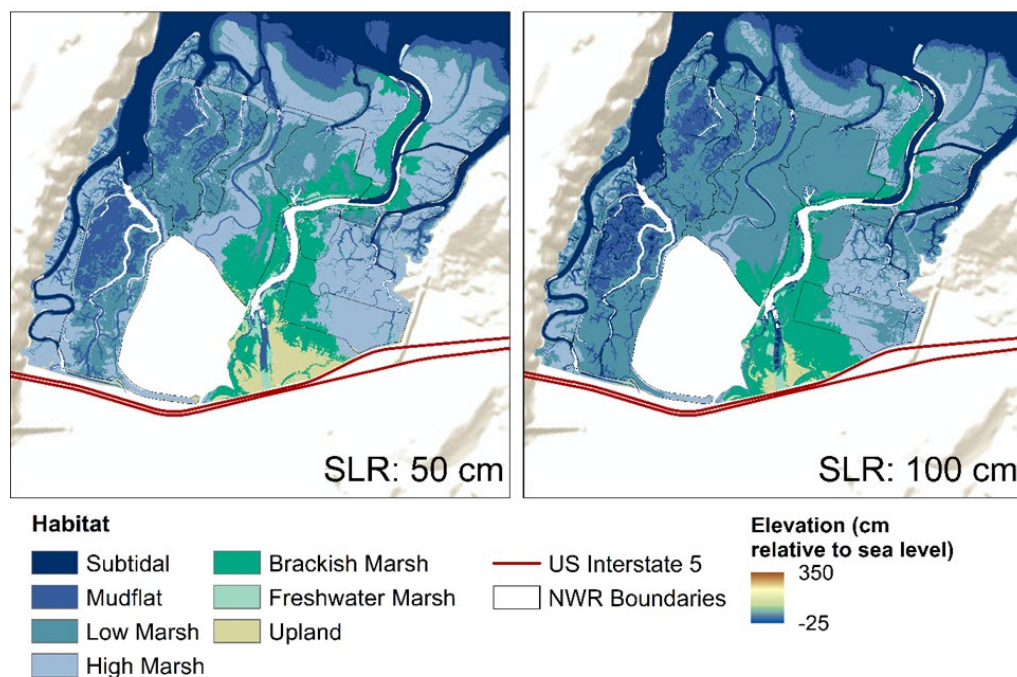 SLR: 50 cm
SLR: 100 cm
Habitat
Subtidal
Mudflat
Low Marsh
High Marsh
Brackish Marsh
Freshwater Marsh
Upland
US Interstate 5
NWR Boundaries
Elevation (cm
relative to sea level)
350
-25